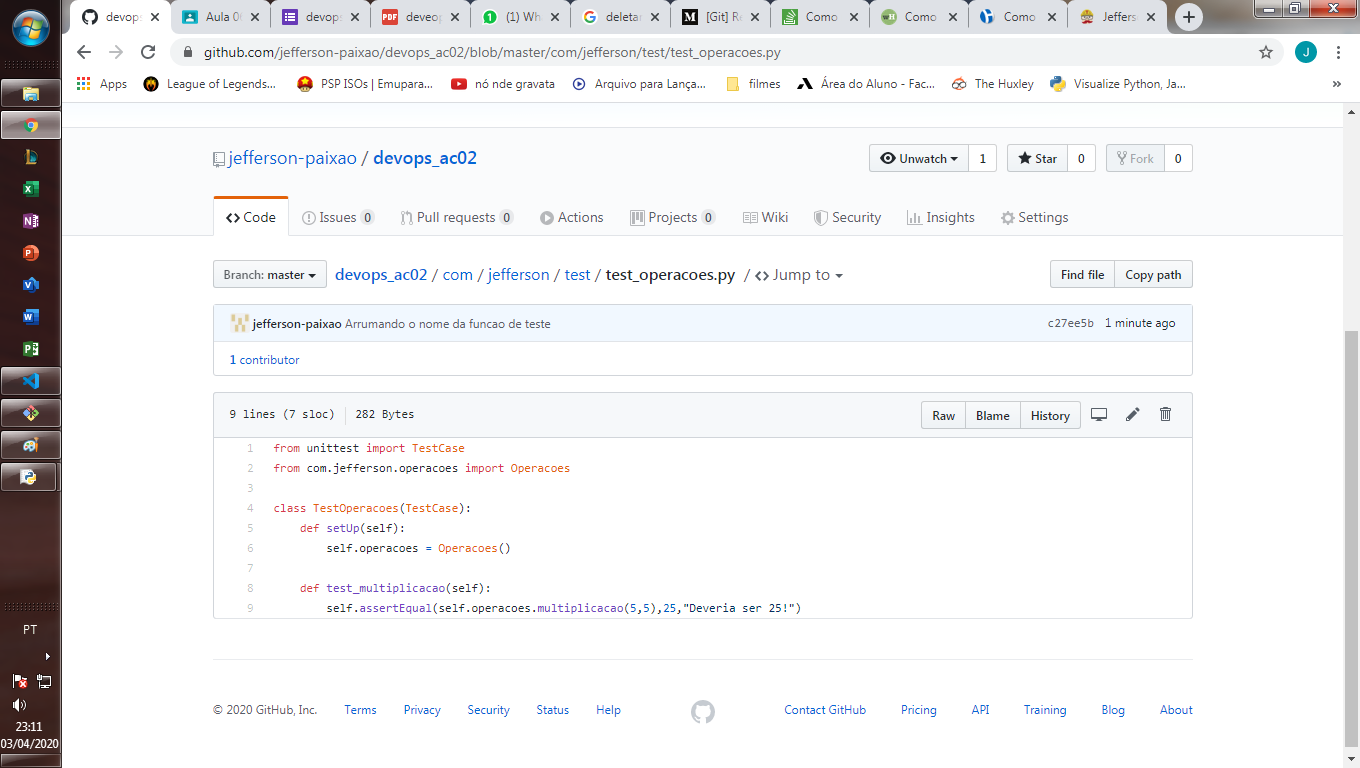 devops
Aula 0
devops
deveop
(1) Wh
deletar
[Git] Re
Como
Como
Como
Jefferso
github.com/jefferson-paixao/devops_ac02/blob/master/com/jefferson/test/test_operacoes.py
J
Apps
League of Legends...
PSP ISOs | Emupara...
nó nde gravata
Arquivo para Lança...
filmes
Área do Aluno - Fac...
The Huxley
Visualize Python, Ja...
»
jefferson-paixao / devops_ac02
Unwatch 1
Star 0
Fork 0
Code
Issues 0
Pull requests 0
Actions
Projects 0
Wiki
Security
Insights
Settings
Branch: master
devops_ac02 / com / jefferson / test / test_operacoes.py / Jump to
Find file
Copy path
jefferson-paixao Arrumando o nome da funcao de teste
c27ee5b 1 minute ago
1 contributor
9 lines (7 sloc) 282 Bytes
Raw
Blame
History
1 from unittest import TestCase
2 from com.jefferson.operacoes import Operacoes
3
4 class TestOperacoes(TestCase):
5 def setUp(self):
6 self.operacoes = Operacoes()
7
8 def test_multiplicacao(self):
9 self.assertEqual(self.operacoes.multiplicacao(5,5),25,"Deveria ser 25!")
© 2020 GitHub, Inc.
Terms
Privacy
Security
Status
Help
Contact GitHub
Pricing
API
Training
Blog
About
PT
23:11
03/04/2020